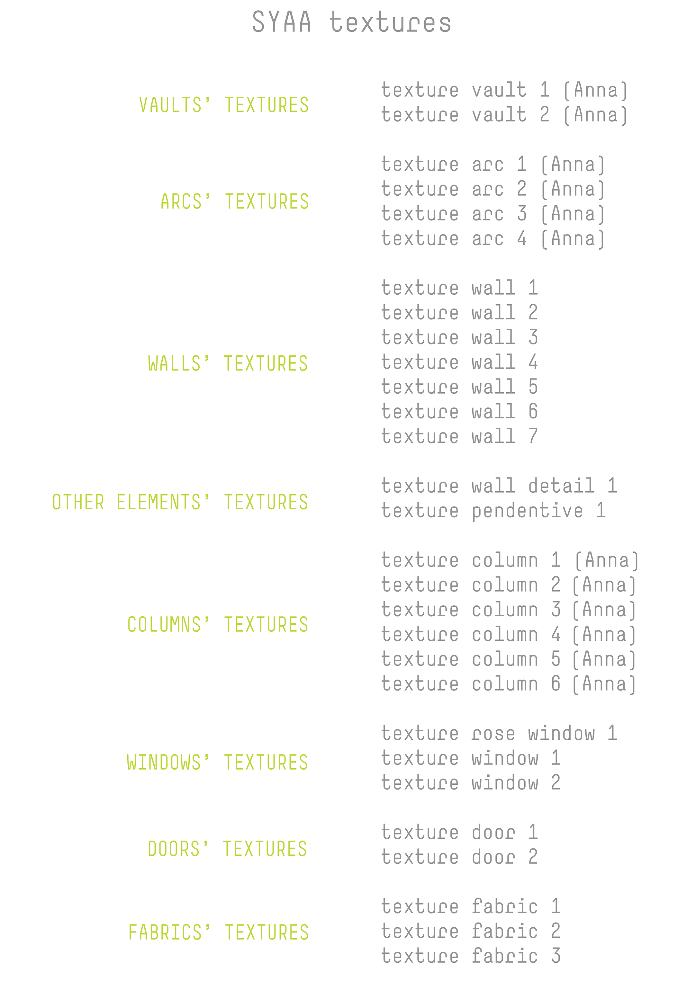 SYAA textures
VAULTS’ TEXTURES
texture vault 1 (Anna)
texture vault 2 (Anna)
ARCS’ TEXTURES
texture arc 1 (Anna)
texture arc 2 (Anna)
texture arc 3 (Anna)
texture arc 4 (Anna)
WALLS’ TEXTURES
texture wall 1
texture wall 2
texture wall 3
texture wall 4
texture wall 5
texture wall 6
texture wall 7
OTHER ELEMENTS’ TEXTURES
texture wall detail 1
texture pendentive 1
COLUMNS’ TEXTURES
texture column 1 (Anna)
texture column 2 (Anna)
texture column 3 (Anna)
texture column 4 (Anna)
texture column 5 (Anna)
texture column 6 (Anna)
WINDOWS’ TEXTURES
texture rose window 1
texture window 1
texture window 2
DOORS’ TEXTURES
texture door 1
texture door 2
FABRICS’ TEXTURES
texture fabric 1
texture fabric 2
texture fabric 3